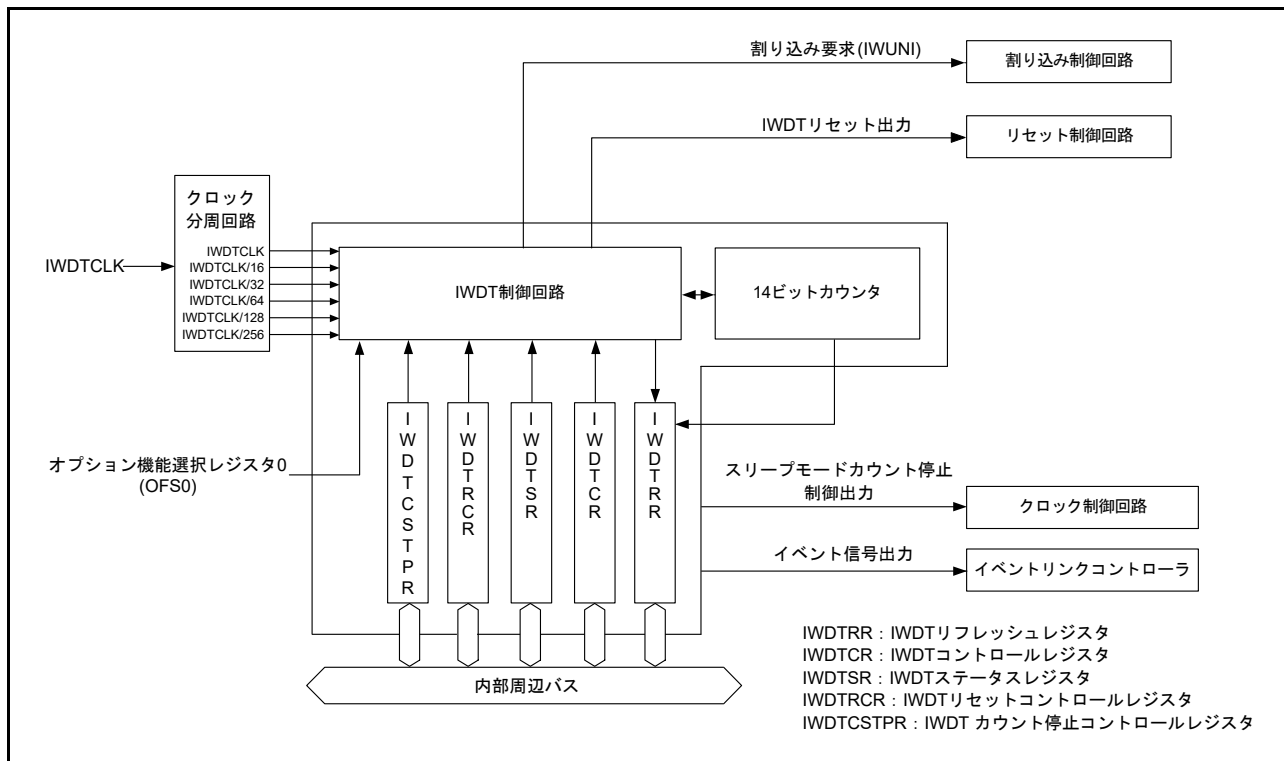 割り込み要求(IWUNI)
割り込み制御回路
IWDTリセット出力
リセット制御回路
クロック
分周回路
IWDTCLK
IWDTCLK
IWDTCLK/16
IWDTCLK/32
IWDTCLK/64
IWDTCLK/128
IWDTCLK/256
IWDT制御回路
14ビットカウンタ
オプション機能選択レジスタ0
(OFS0)
IWDTCSTPR
IWDTRCR
IWDTSR
IWDTCR
IWDTRR
スリープモードカウント停止
制御出力
クロック制御回路
イベント信号出力
イベントリンクコントローラ
内部周辺バス
IWDTRR：IWDTリフレッシュレジスタ
IWDTCR：IWDTコントロールレジスタ
IWDTSR：IWDTステータスレジスタ
IWDTRCR：IWDTリセットコントロールレジスタ
IWDTCSTPR：IWDT カウント停止コントロールレジスタ